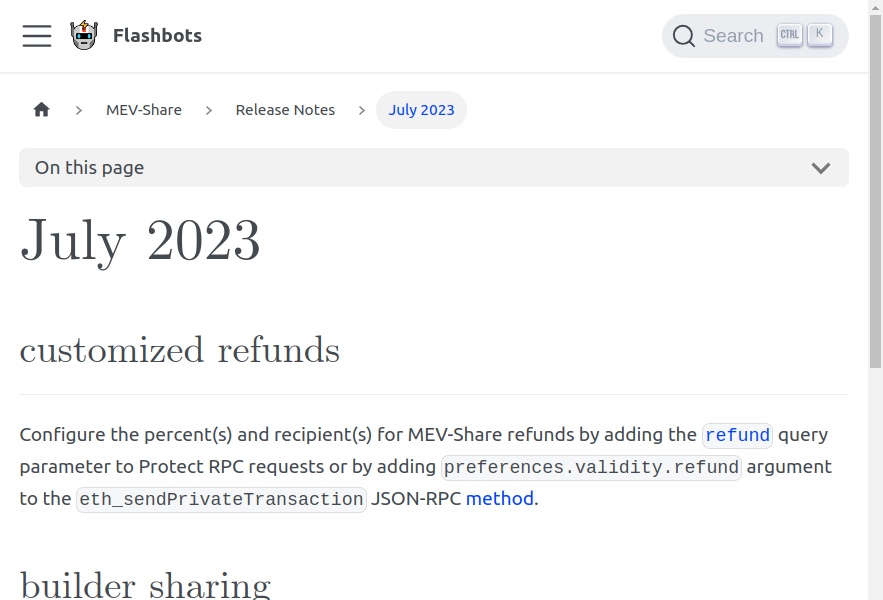 Flashbots
Search CTRL K
MEV-Share Release Notes July 2023
On this page
July 2023
customized refunds
Configure the percent(s) and recipient(s) for MEV-Share refunds by adding the refund query
parameter to Protect RPC requests or by adding preferences.validity.refund argument
to the eth_sendPrivateTransaction JSON-RPC method.
builder sharing